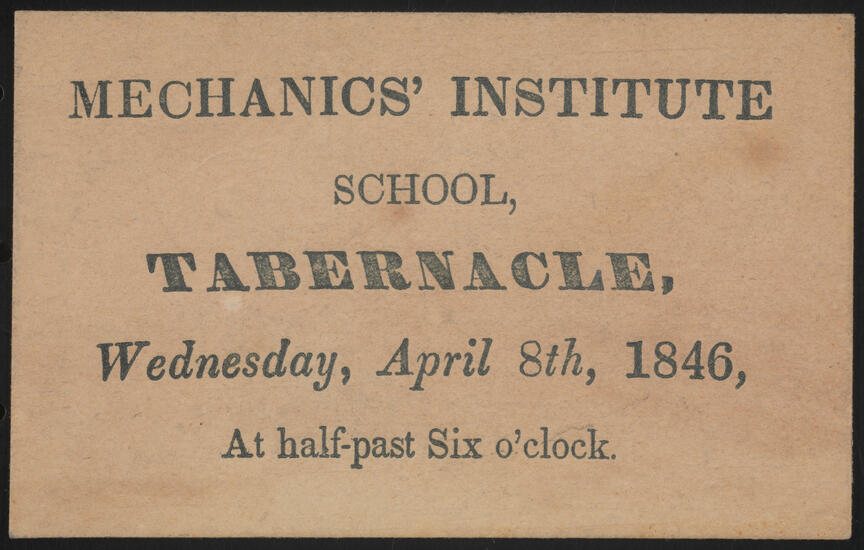 MECHANICS' INSTITUTE
SCHOOL,
TABERNACLE,
Wednesday, April 8th, 1846,
At half-past Six o'clock.